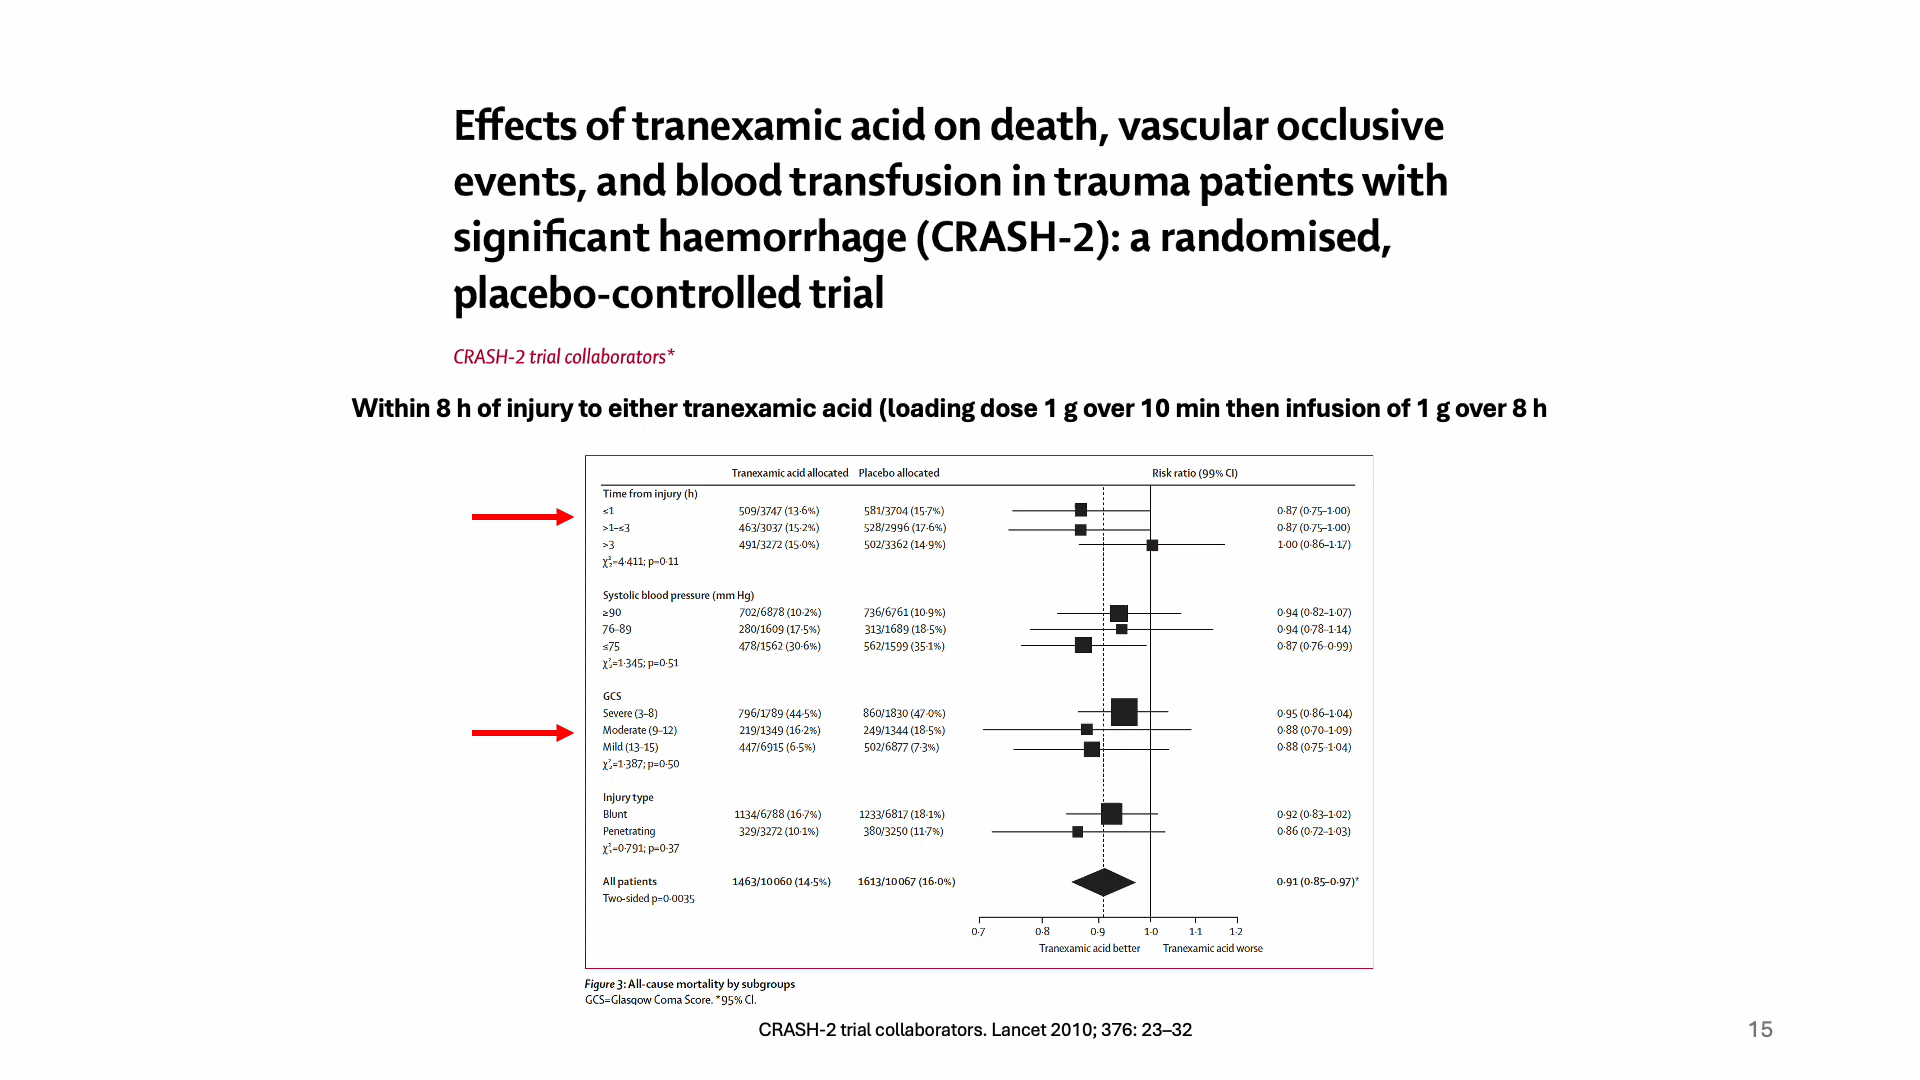 Effects of tranexamic acid on death, vascular occlusive
events, and blood transfusion in trauma patients with
significant haemorrhage (CRASH-2): a randomised,
placebo-controlled trial
CRASH-2 trial collaborators*
Within 8 h of injury to either tranexamic acid (loading dose 1 g over 10 min then infusion of 1 g over 8 h
Tranexamic acid allocated Placebo allocated Risk ratio (99% CI)
Time from injury (h)
≤1 509/3747 (13·6%) 581/3704 (15·7%) 0·87 (0·75–1·00)
>1–≤3 463/3037 (15·2%) 528/2996 (17·6%) 0·87 (0·75–1·00)
>3 491/3272 (15·0%) 502/3362 (14·9%) 1·00 (0·86–1·17)
χ²₂=4·411; p=0·11
Systolic blood pressure (mm Hg)
≥90 702/6878 (10·2%) 736/6761 (10·9%) 0·94 (0·82–1·07)
76–89 280/1609 (17·5%) 313/1689 (18·5%) 0·94 (0·78–1·14)
≤75 478/1562 (30·6%) 562/1599 (35·1%) 0·87 (0·76–0·99)
χ²₂=1·345; p=0·51
GCS
Severe (3–8) 796/1789 (44·5%) 860/1830 (47·0%) 0·95 (0·86–1·04)
Moderate (9–12) 219/1349 (16·2%) 249/1344 (18·5%) 0·88 (0·70–1·09)
Mild (13–15) 447/6915 (6·5%) 502/6877 (7·3%) 0·88 (0·75–1·04)
χ²₂=1·387; p=0·50
Injury type
Blunt 1134/6788 (16·7%) 1233/6817 (18·1%) 0·92 (0·83–1·02)
Penetrating 329/3272 (10·1%) 380/3250 (11·7%) 0·86 (0·72–1·03)
χ²₁=0·791; p=0·37
All patients 1463/10 060 (14·5%) 1613/10 067 (16·0%) 0·91 (0·85–0·97)*
Two-sided p=0·0035
0·7 0·8 0·9 1·0 1·1 1·2
Tranexamic acid better Tranexamic acid worse
Figure 3: All-cause mortality by subgroups
GCS=Glasgow Coma Score. *95% CI.
CRASH-2 trial collaborators. Lancet 2010; 376: 23–32
15